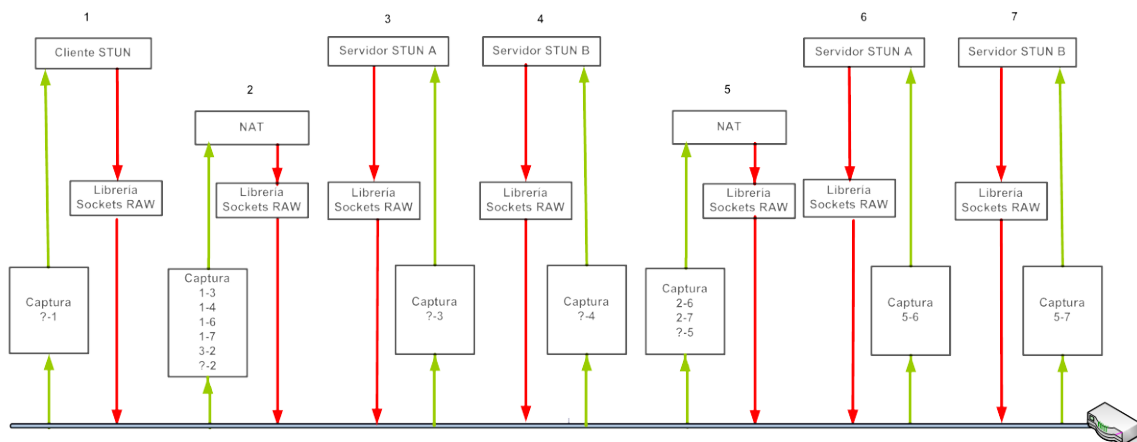 1
Cliente STUN
Libreria
Sockets RAW
Captura
?-1
2
NAT
Libreria
Sockets RAW
Captura
1-3
1-4
1-6
1-7
3-2
?-2
3
Servidor STUN A
Libreria
Sockets RAW
Captura
?-3
4
Servidor STUN B
Libreria
Sockets RAW
Captura
?-4
5
NAT
Libreria
Sockets RAW
Captura
2-6
2-7
?-5
6
Servidor STUN A
Libreria
Sockets RAW
Captura
5-6
7
Servidor STUN B
Libreria
Sockets RAW
Captura
5-7